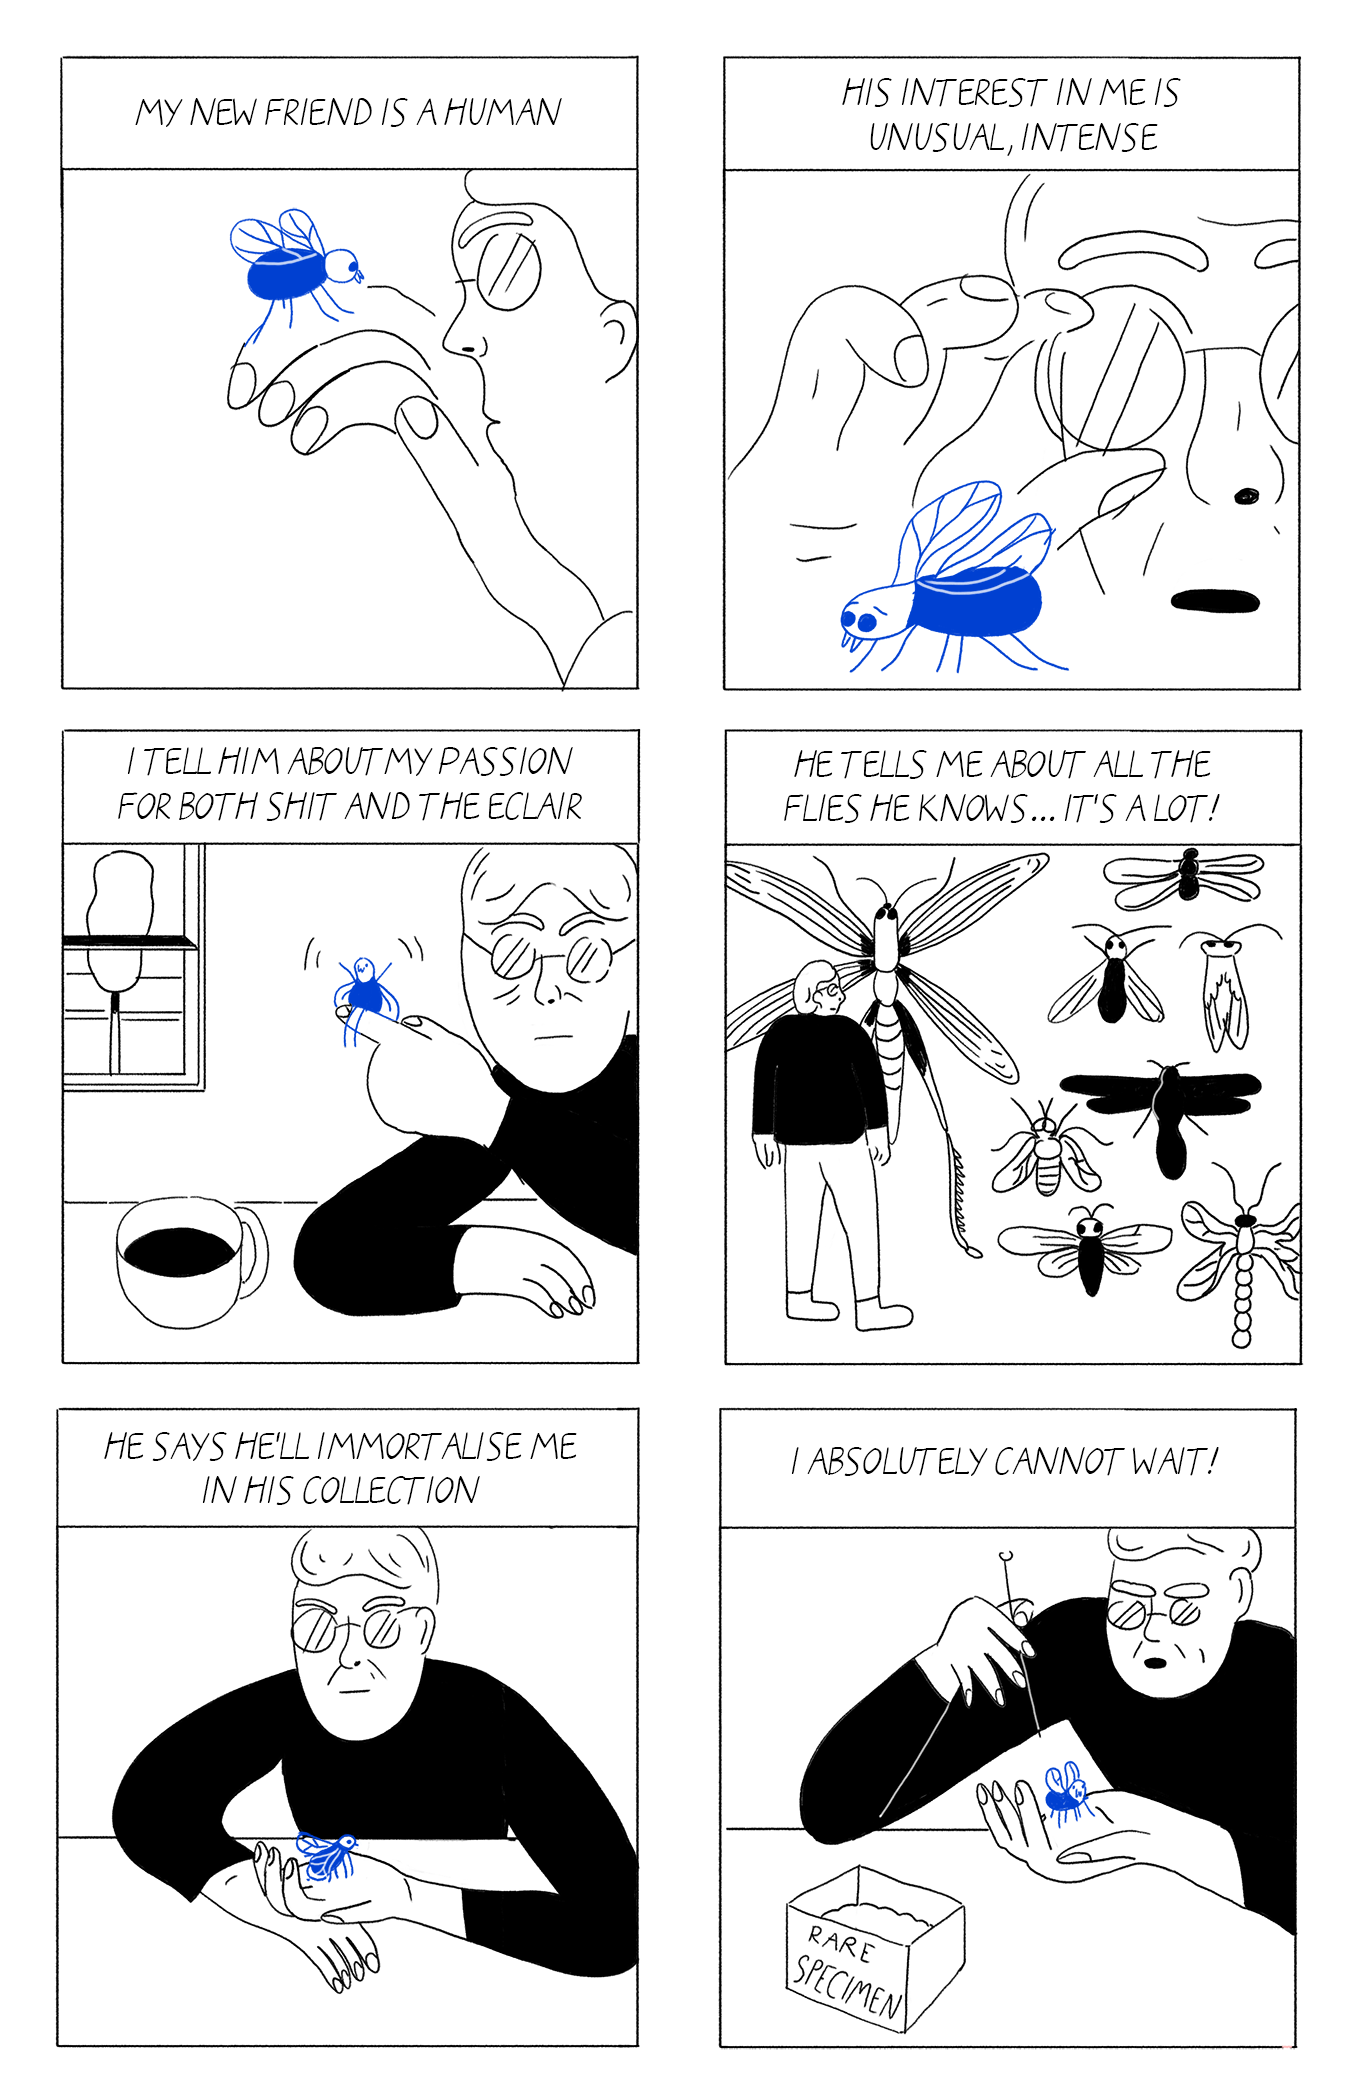 MY NEW FRIEND IS A HUMAN
HIS INTEREST IN ME IS
UNUSUAL, INTENSE
I TELL HIM ABOUT MY PASSION
FOR BOTH SHIT AND THE ECLAIR
HE TELLS ME ABOUT ALL THE
FLIES HE KNOWS... IT'S A LOT!
HE SAYS HE'LL IMMORTALISE ME
IN HIS COLLECTION
I ABSOLUTELY CANNOT WAIT!
RARE
SPECIMEN